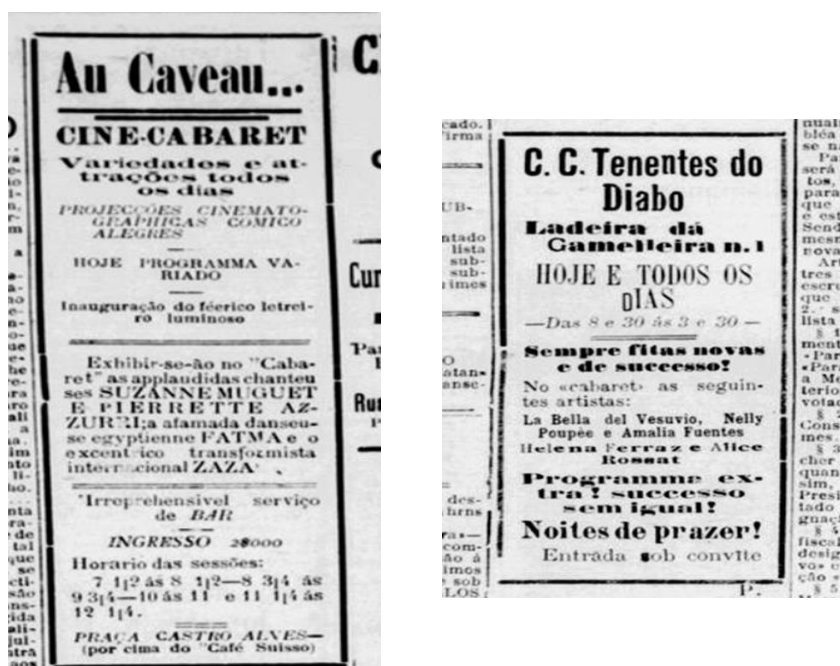 Au Caveau...
CINE-CABARET
Variedades e at-
trações todos
os dias
PROJECÇÕES CINEMATO-
GRAPHICAS COMICO
ALEGRES
HOJE PROGRAMMA VA-
RIADO
Inauguração do féerico letrei-
ro luminoso
Exhibir-se-ão no "Caba-
ret" as applaudidas chanteu
ses SUZANNE MUGUET
E PIERRETTE AZ-
ZURRI; a afamada danseu-
se egyptienne FATMA e o
excentrico transformista
internacional ZAZA
Irreprehensivel serviço
de BAR
INGRESSO 2$000
Horario das sessões:
7 1|2 ás 8 1|2—8 3|4 ás
9 3|4—10 ás 11 e 11 1|4 ás
12 1|4.
PRAÇA CASTRO ALVES—
(por cima do "Café Suisso)
C. C. Tenentes do
Diabo
Ladeira dá
Gamelleira n. 1
HOJE E TODOS OS
DIAS
—Das 8 e 30 ás 3 e 30—
Sempre fitas novas
e de successo!
No «cabaret» as seguin-
tes artistas:
La Bella del Vesuvio, Nelly
Poupée e Amalia Fuentes
Helena Ferraz e Alice
Rossat
Programma ex-
tra! successo
sem igual!
Noites de prazer!
Entrada sob convite
P.